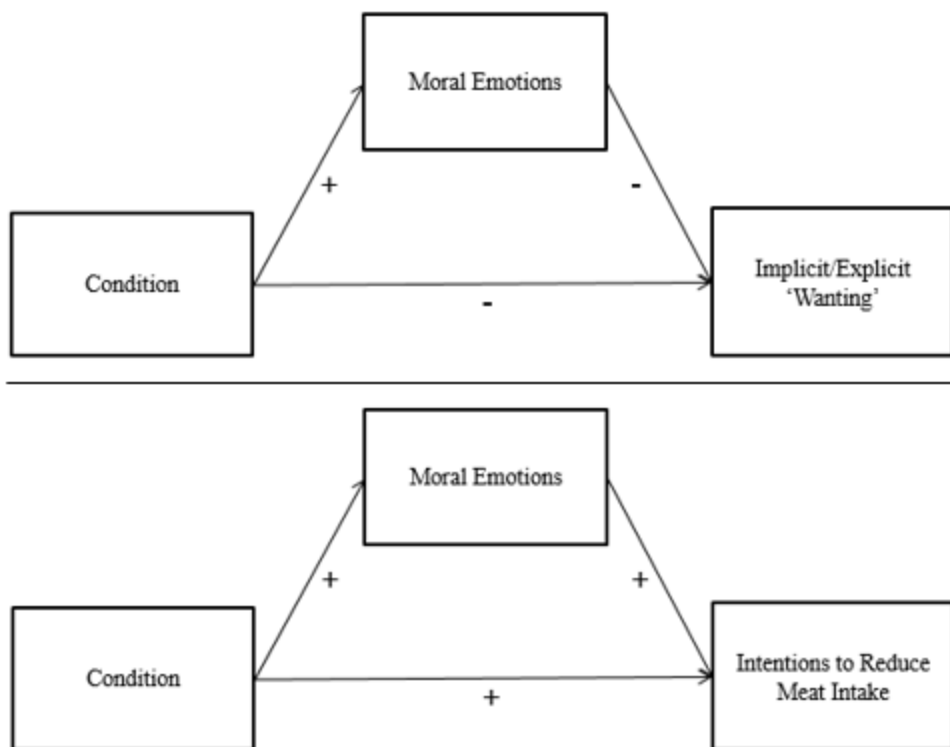 Moral Emotions
+
-
Condition
Implicit/Explicit
‘Wanting’
-
Moral Emotions
+
+
Condition
Intentions to Reduce
Meat Intake
+